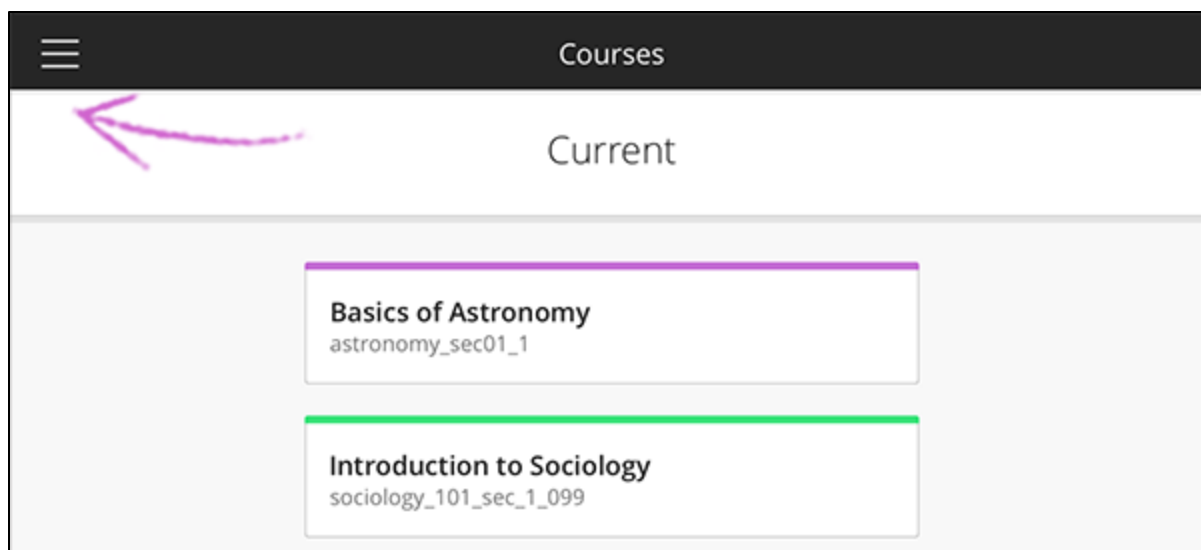 Courses
Current
Basics of Astronomy
astronomy_sec01_1
Introduction to Sociology
sociology_101_sec_1_099